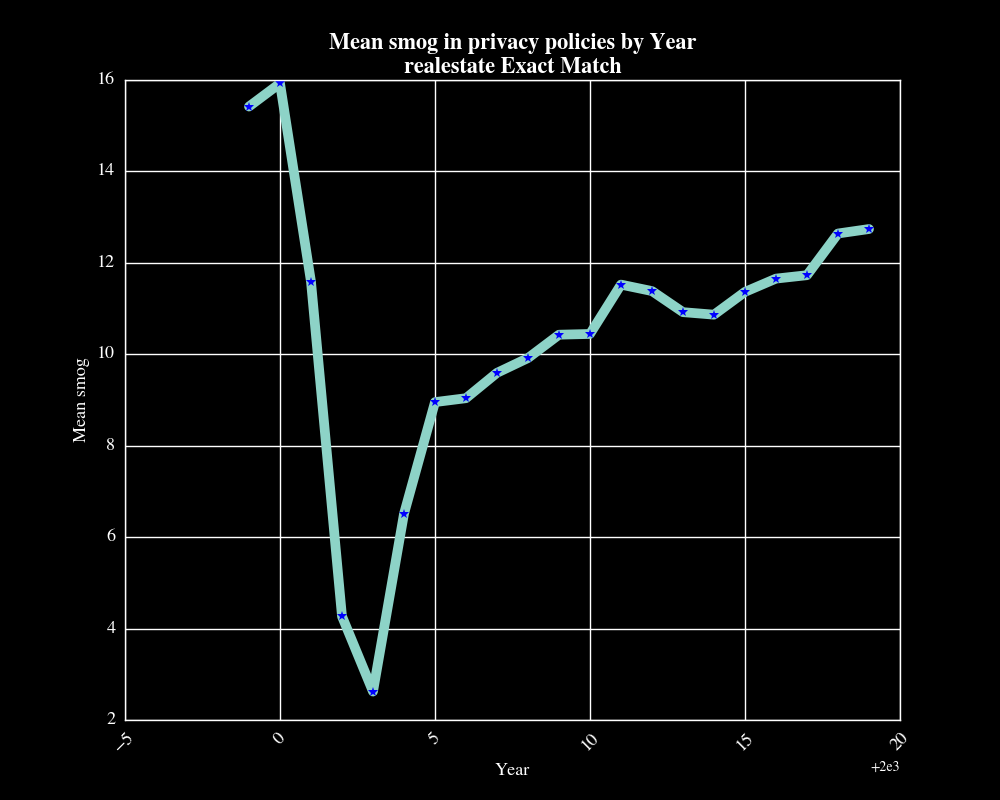 Mean smog in privacy policies by Year
realestate Exact Match
16
14
12
10
8
6
4
2
Mean smog
-5
0
5
10
15
20
Year
+2e3